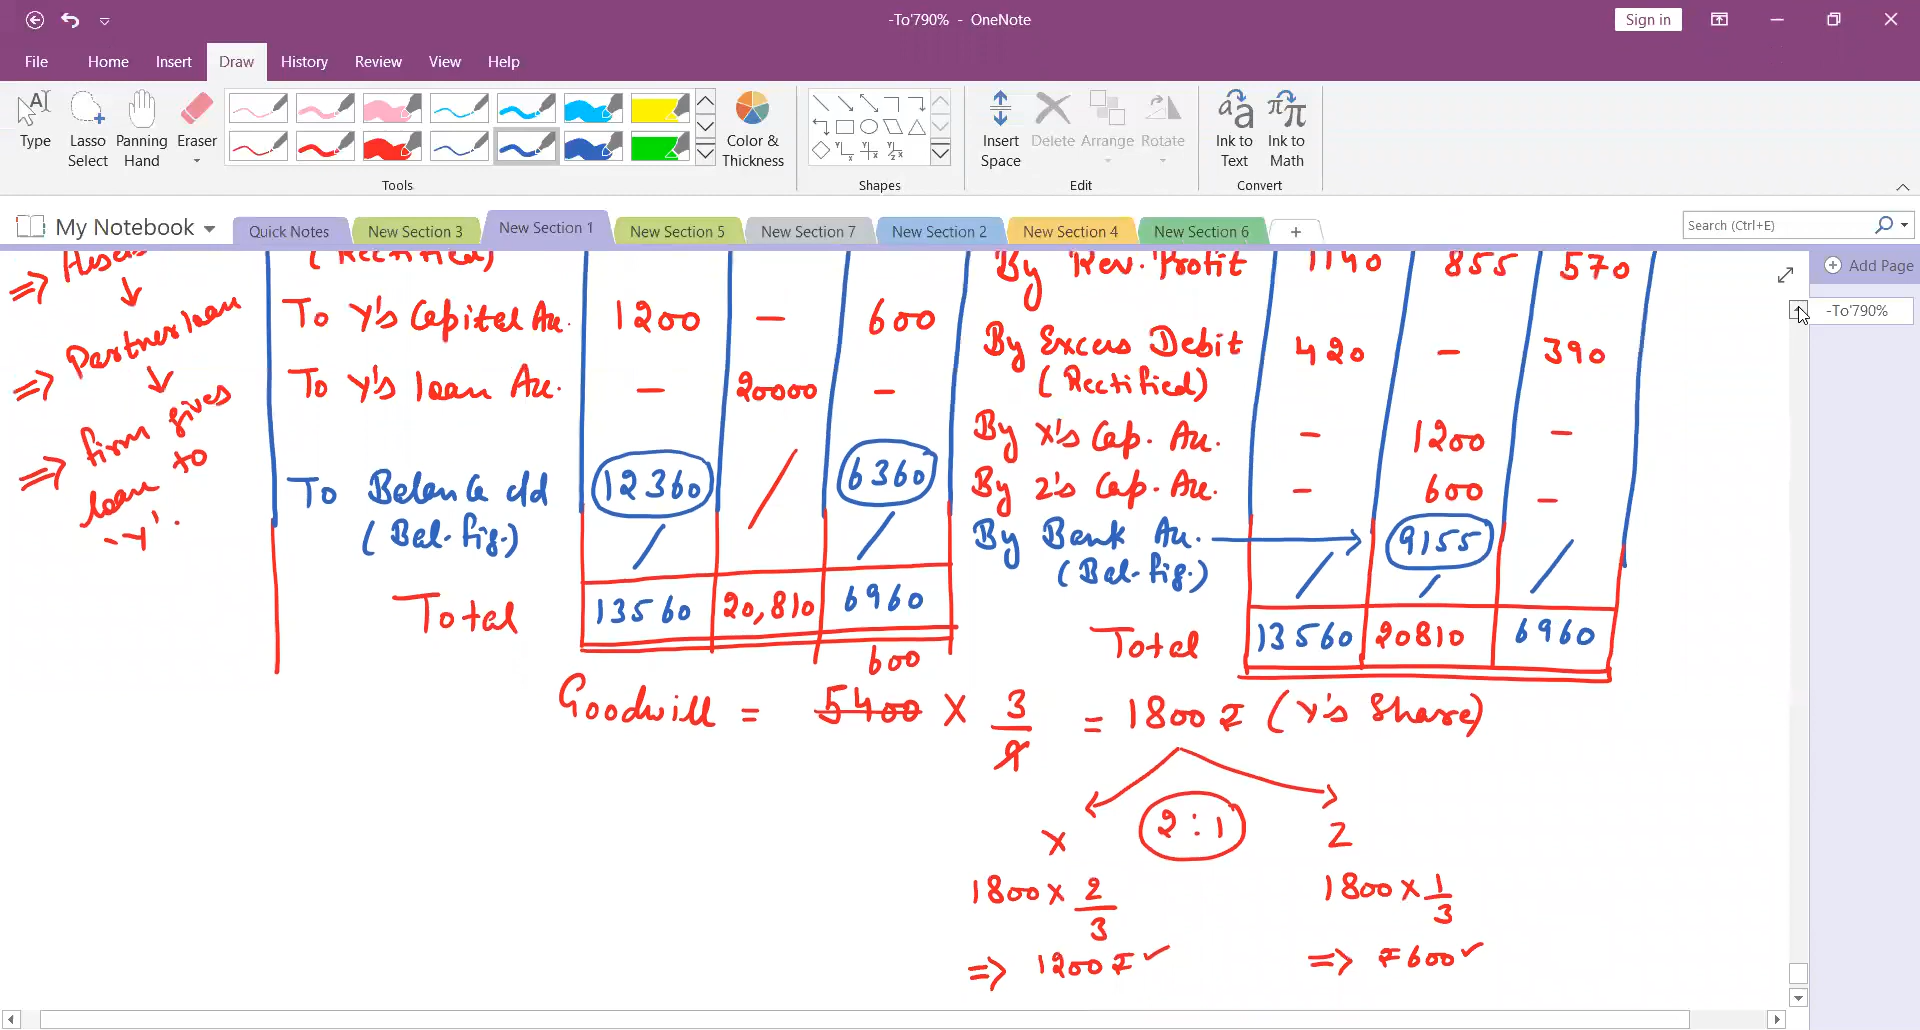 -To'790% - OneNote
Sign in
File Home Insert Draw History Review View Help
Type
Lasso Select
Panning Hand
Eraser
Color & Thickness
Insert Space
Delete
Arrange
Rotate
Ink to Text
Ink to Math
Tools
Shapes
Edit
Convert
My Notebook
Quick Notes New Section 3 New Section 1 New Section 5 New Section 7 New Section 2 New Section 4 New Section 6 +
Search (Ctrl+E)
Add Page
-To'790%
⇒
↓
⇒ Partner loan
↓
⇒ firm gives
loan to
-Y'.
(Rectified)
To Y's Capital Au. 1200 - 600
To Y's loan Au. - 20000 -
To Balance c/d 12360 6360
(Bal. fig.)
Total 13560 20,810 6960
By Rev. Profit 1140 855 570
By Excess Debit 420 - 390
(Rectified)
By X's Cap. Au. - 1200 -
By Z's Cap. Au. - 600 -
By Bank Au. → 9155
(Bal-fig.)
Total 13560 20810 6960
600
Goodwill = 5400 × 3/9 = 1800 ₹ (Y's Share)
X 2:1 Z
1800 × 2/3 1800 × 1/3
⇒ 1200 ₹ ✓ ⇒ ₹ 600 ✓